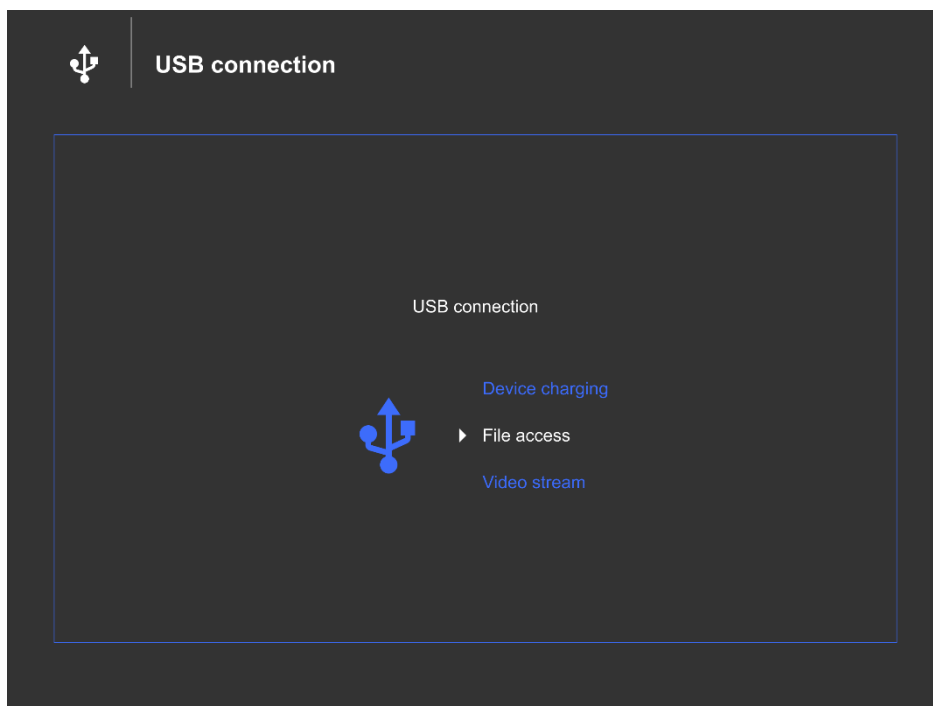 USB connection
USB connection
Device charging
File access
Video stream